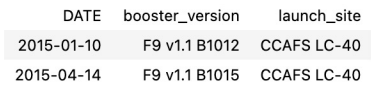 DATE booster_version launch_site
2015-01-10 F9 v1.1 B1012 CCAFS LC-40
2015-04-14 F9 v1.1 B1015 CCAFS LC-40